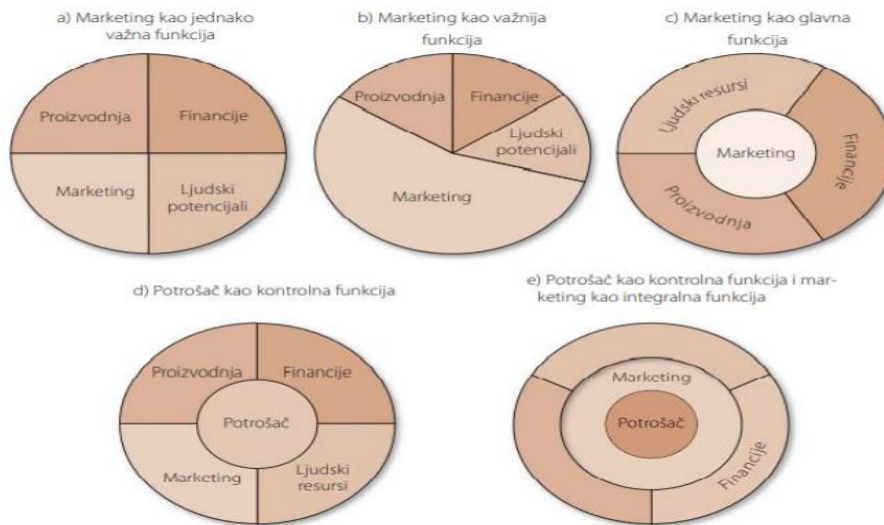 a) Marketing kao jednako
važna funkcija
b) Marketing kao važnija
funkcija
c) Marketing kao glavna
funkcija
Proizvodnja
Financije
Marketing
Ljudski
potencijali
Proizvodnja
Financije
Ljudski
potencijali
Marketing
Ljudski resursi
Marketing
Financije
Proizvodnja
d) Potrošač kao kontrolna funkcija
e) Potrošač kao kontrolna funkcija i mar-
keting kao integralna funkcija
Proizvodnja
Financije
Potrošač
Marketing
Ljudski
resursi
Marketing
Potrošač
Financije